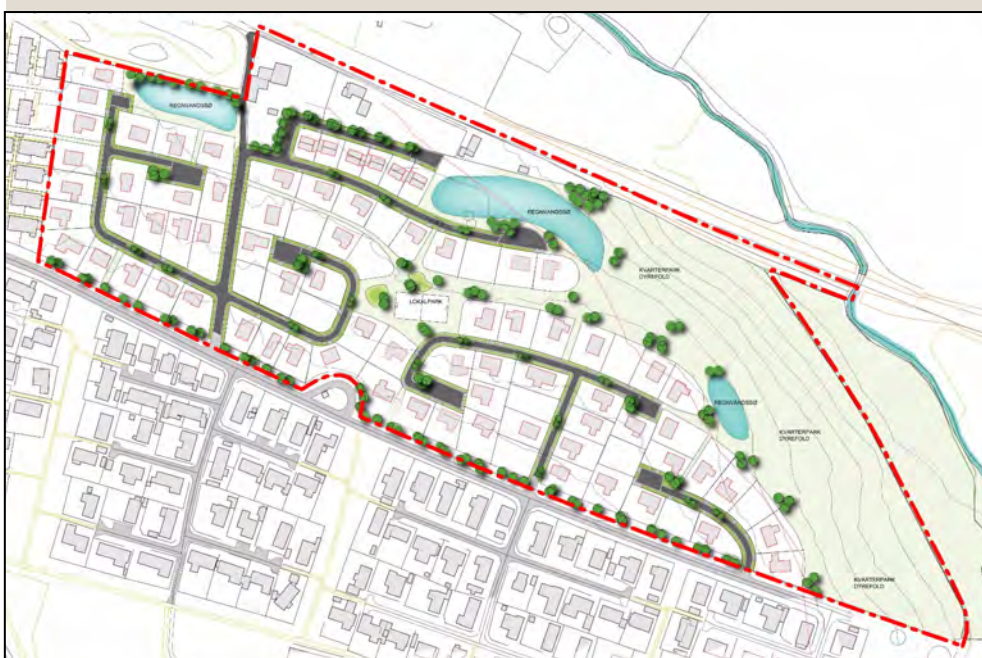 REGNVANDSSØ
REGNVANDSSØ
KVARTERPARK
DYREFOLD
LOKALPARK
REGNVANDSSØ
KVARTERPARK
DYREFOLD
KVARTERPARK
DYREFOLD